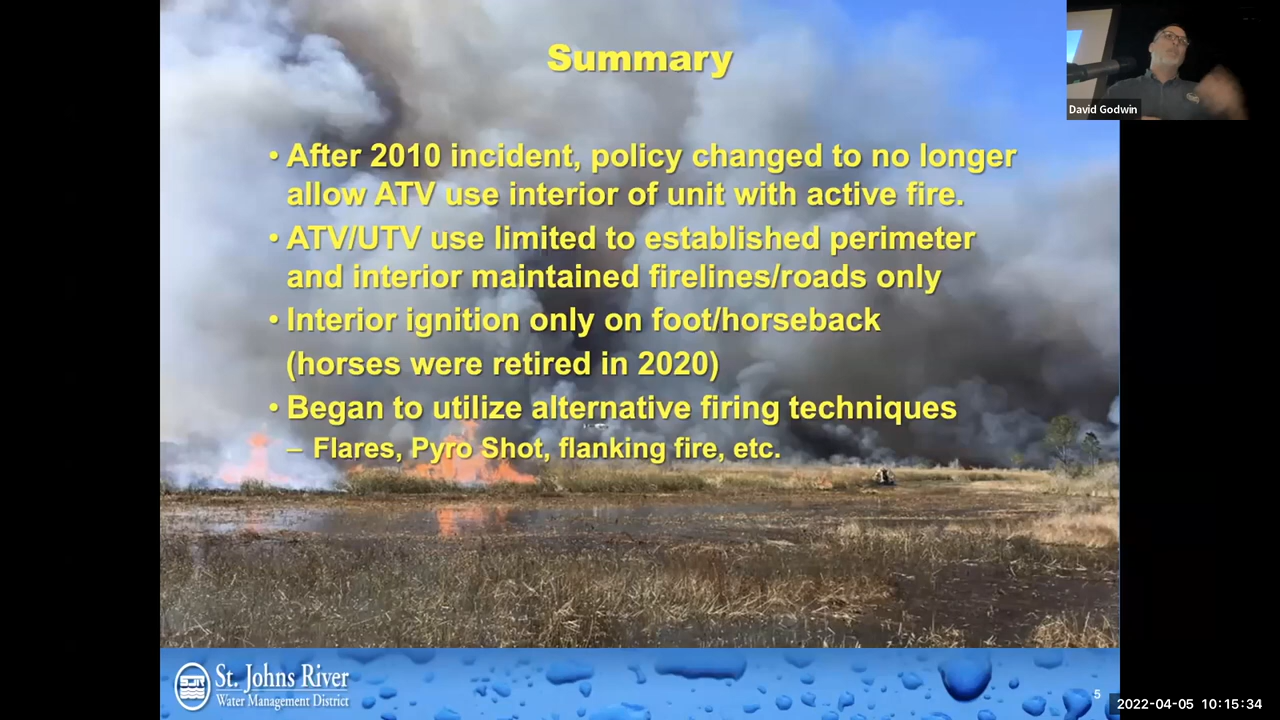 Summary
David Godwin
• After 2010 incident, policy changed to no longer
allow ATV use interior of unit with active fire.
• ATV/UTV use limited to established perimeter
and interior maintained firelines/roads only
• Interior ignition only on foot/horseback
(horses were retired in 2020)
• Began to utilize alternative firing techniques
– Flares, Pyro Shot, flanking fire, etc.
SJR
St. Johns River
Water Management District
5
2022-04-05 10:15:34